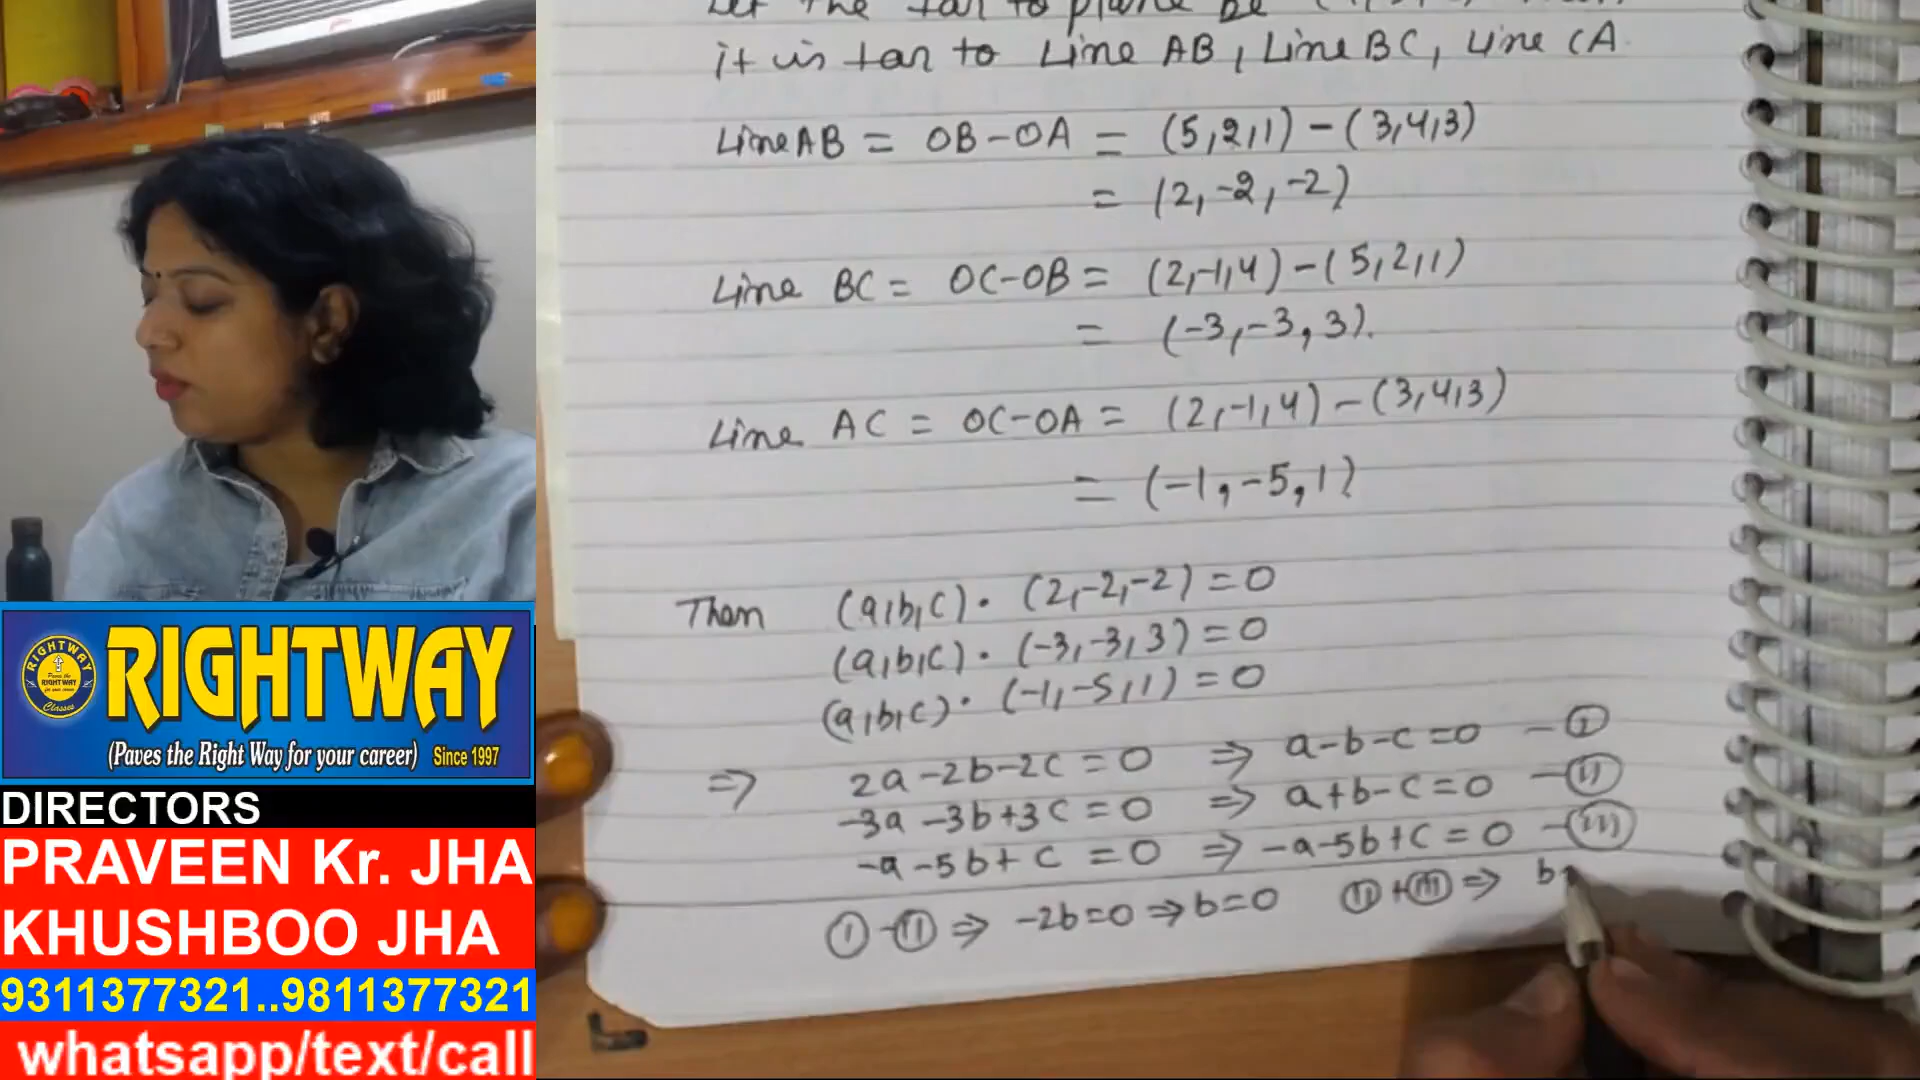 it is lar to Line AB, Line BC, Line CA.
Line AB = OB-OA = (5,2,1) - (3,4,3)
= (2,-2,-2)
Line BC = OC-OB = (2,-1,4) - (5,2,1)
= (-3,-3,3).
Line AC = OC-OA = (2,-1,4) - (3,4,3)
= (-1,-5,1)
Then (a,b,c) • (2,-2,-2) = 0
(a,b,c) • (-3,-3,3) = 0
(a,b,c) • (-1,-5,1) = 0
⇒ 2a-2b-2c = 0 ⇒ a-b-c=0 - (I)
-3a-3b+3c=0 ⇒ a+b-c=0 - (II)
-a-5b+c = 0 ⇒ -a-5b+c=0 - (III)
(I) - (II) ⇒ -2b=0 ⇒ b=0 (II) + (III) ⇒ b
RIGHTWAY
Classes
RIGHTWAY
(Paves the Right Way for your career) Since 1997
DIRECTORS
PRAVEEN Kr. JHA
KHUSHBOO JHA
9311377321..9811377321
whatsapp/text/call